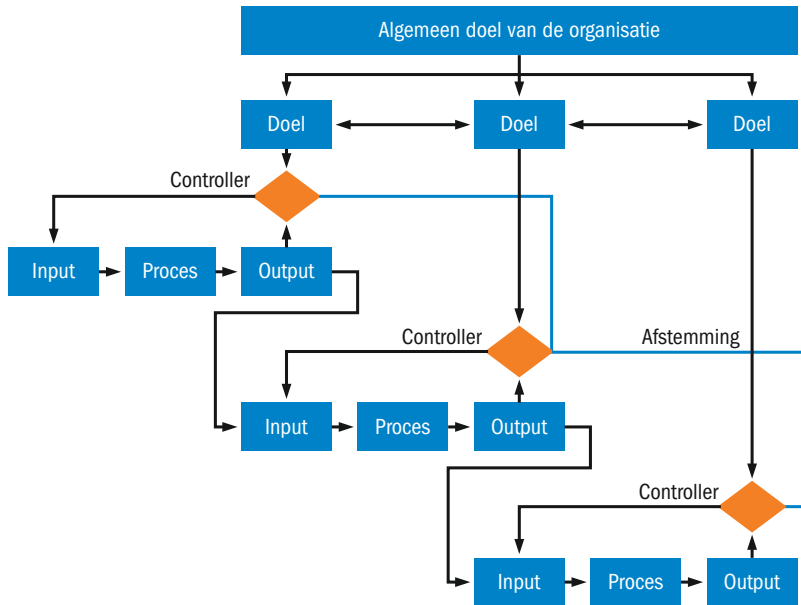 Algemeen doel van de organisatie
Doel
Doel
Doel
Controller
Input
Proces
Output
Controller
Afstemming
Input
Proces
Output
Controller
Input
Proces
Output